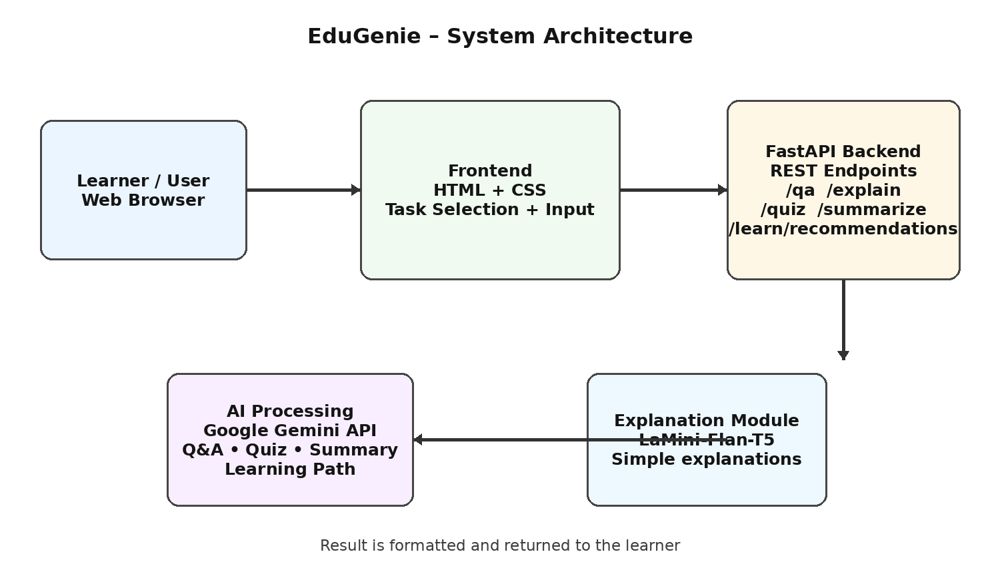 EduGenie – System Architecture
Learner / User
Web Browser
Frontend
HTML + CSS
Task Selection + Input
FastAPI Backend
REST Endpoints
/qa  /explain
/quiz  /summarize
/learn/recommendations
AI Processing
Google Gemini API
Q&A • Quiz • Summary
Learning Path
Explanation Module
LaMini-Flan-T5
Simple explanations
Result is formatted and returned to the learner